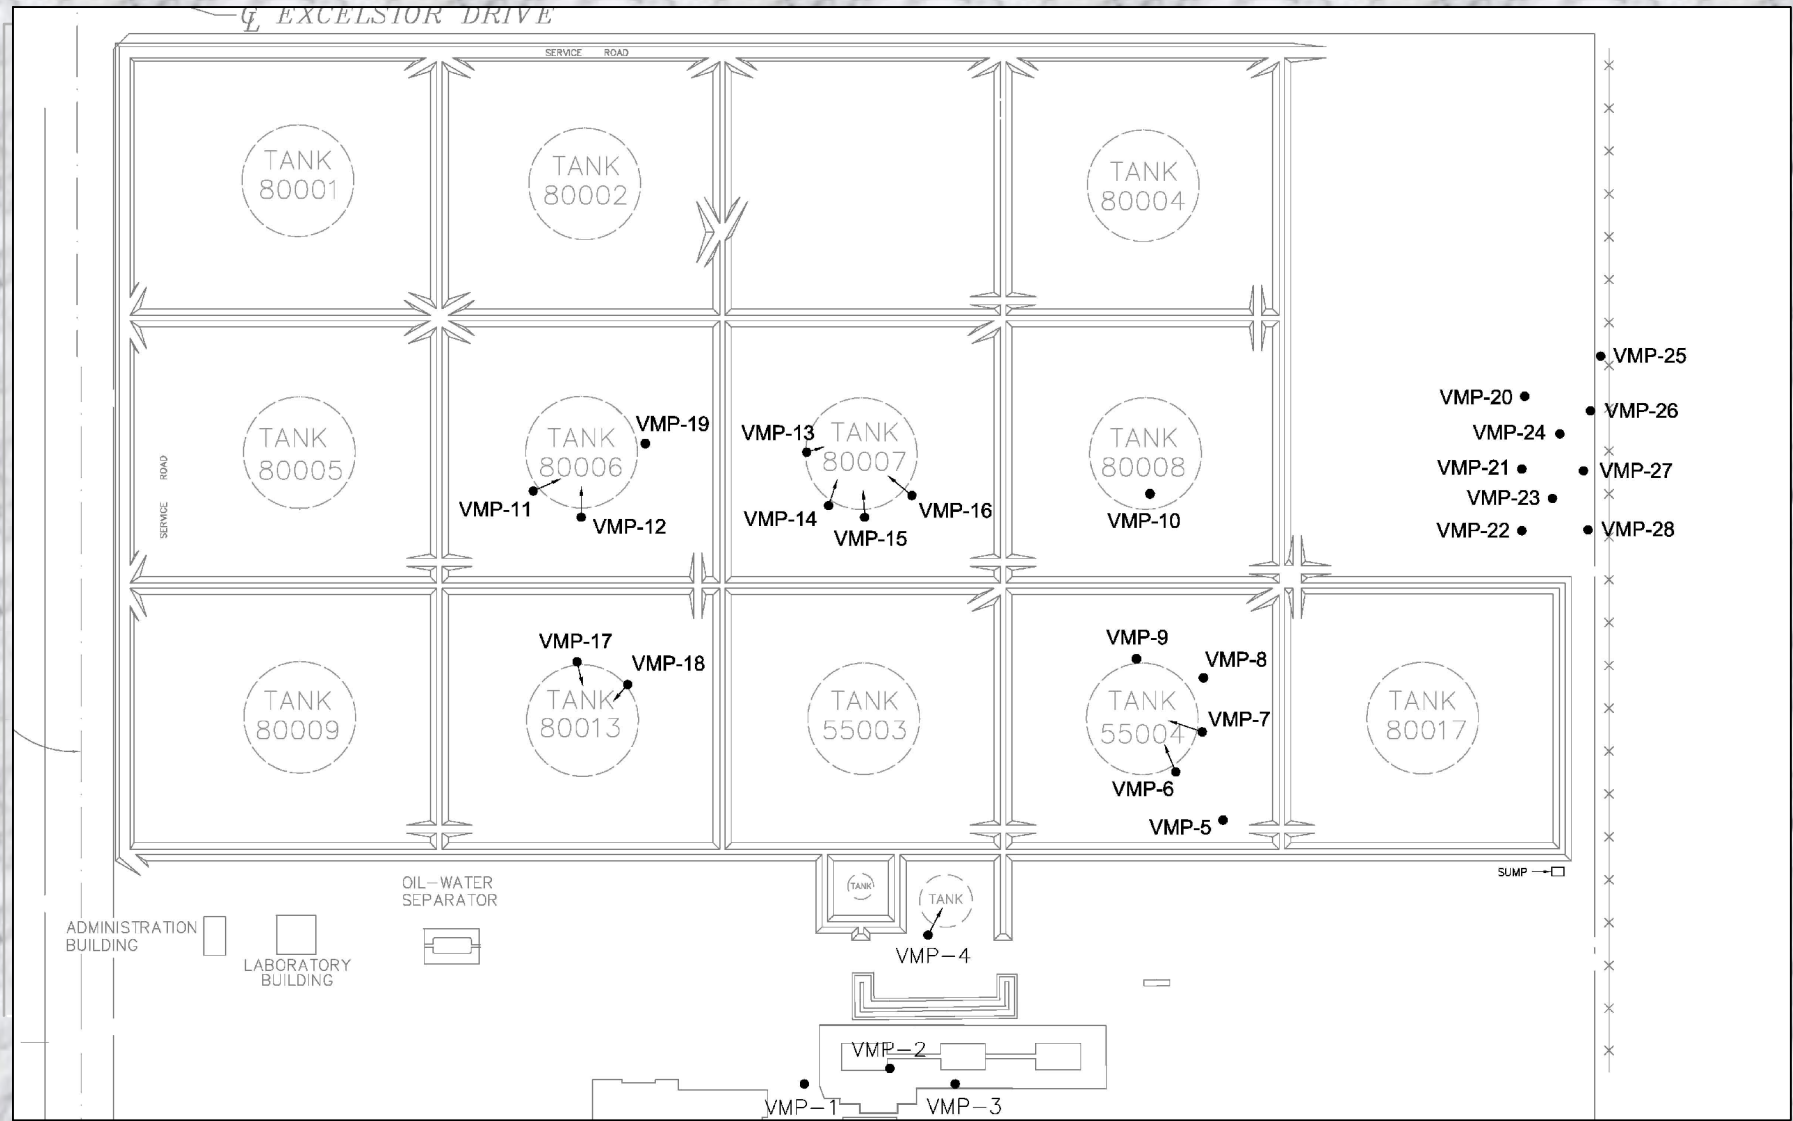 ℄ EXCELSIOR DRIVE
SERVICE ROAD
TANK
80001
TANK
80002
TANK
80004
VMP-25
VMP-20
VMP-26
VMP-24
VMP-21
VMP-27
VMP-23
VMP-22
VMP-28
SERVICE ROAD
TANK
80005
TANK
80006
VMP-19
VMP-11
VMP-12
VMP-13
TANK
80007
VMP-14
VMP-15
VMP-16
TANK
80008
VMP-10
TANK
80009
VMP-17
VMP-18
TANK
80013
TANK
55003
VMP-9
VMP-8
TANK
55004
VMP-7
VMP-6
VMP-5
TANK
80017
SUMP
OIL-WATER
SEPARATOR
TANK
TANK
VMP-4
ADMINISTRATION
BUILDING
LABORATORY
BUILDING
VMP-2
VMP-1
VMP-3